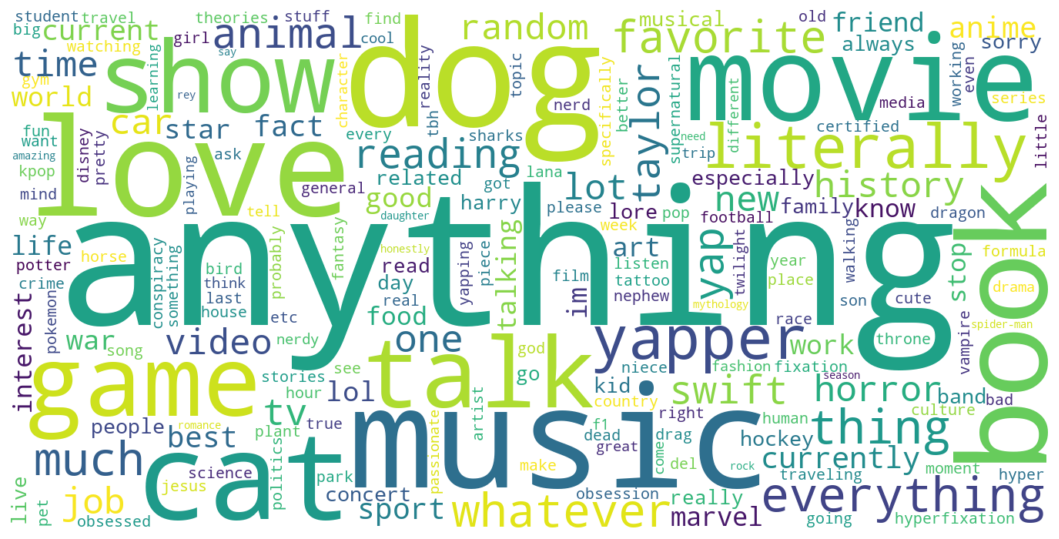 student
travel
theories
stuff
find
musical
friend
old
anime
big
current
girl
animal
random
favorite
always
working
even
sorry
watching
cool
time
gym
learning
say
rey
show
dog
movie
world
car
star
fact
character
tbh
reality
topic
nerd
sharks
specifically
better
taylor
supernatural
need
different
trip
media
series
certified
little
fun
want
amazing
kpop
disney
pretty
ask
every
reading
literally
mind
way
love
playing
tell
general
related
got
lana
lot
especially
history
good
harry
please
lore
pop
new
football
family
know
dragon
book
life
potter
crime
horse
conspiracy
something
bird
think
last
house
probably
fantasy
daughter
honestly
read
day
real
yapping
piece
talking
week
film
art
listen
tattoo
nephew
im
yap
mythology
twilight
year
place
race
walking
son
cute
stop
formula
drama
spider-man
anything
interest
pokemon
war
song
video
etc
nerdy
food
one
god
go
yapper
work
throne
vampire
game
stories
hour
see
lol
talk
niece
kid
country
fashion
fixation
season
swift
horror
band
bad
tv
people
romance
best
plant
true
politics
artist
f1
dead
great
right
drag
come
del
human
thing
culture
much
cat
science
park
music
rock
hockey
currently
moment
hyper
live
pet
job
jesus
obsessed
concert
sport
passionate
make
whatever
obsession
really
marvel
traveling
going
everything
hyperfixation